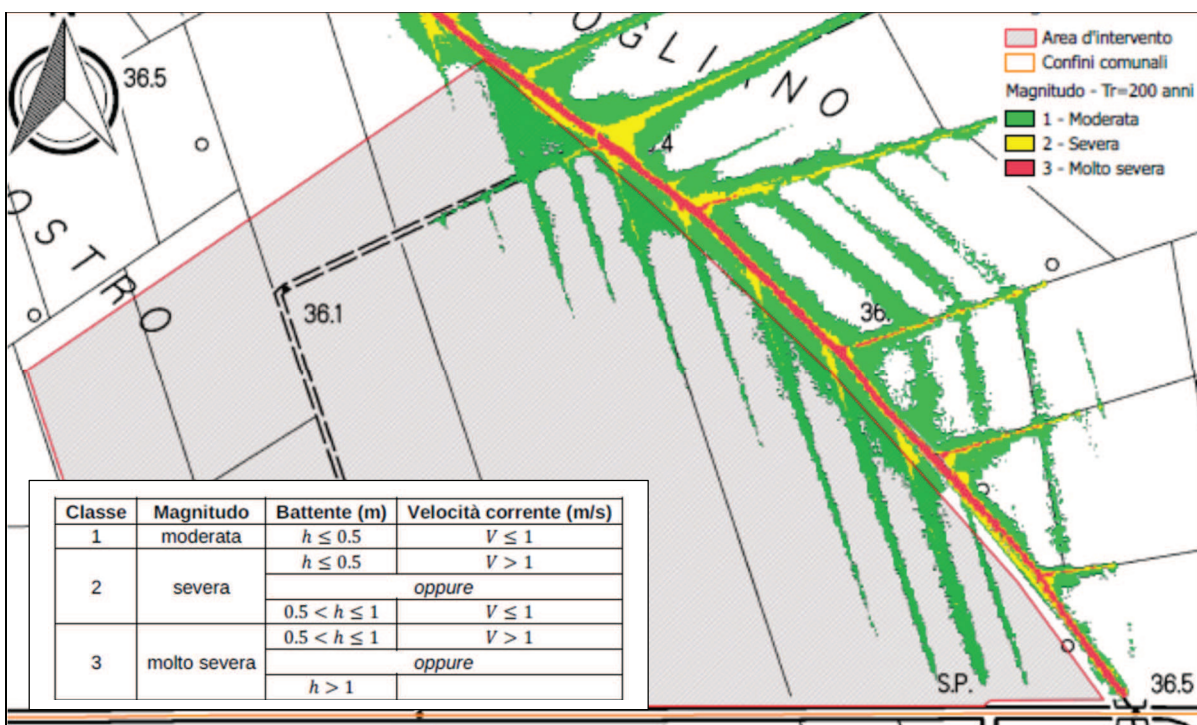 36.5
OGLIANO
Area d'intervento
Confini comunali
Magnitudo - Tr=200 anni
1 - Moderata
2 - Severa
3 - Molto severa
OSTRO
36.1
36.
S.P.
36.5
Classe Magnitudo Battente (m) Velocità corrente (m/s)
1 moderata h ≤ 0.5 V ≤ 1
2 severa h ≤ 0.5 V > 1
oppure
0.5 < h ≤ 1 V ≤ 1
3 molto severa 0.5 < h ≤ 1 V > 1
oppure
h > 1